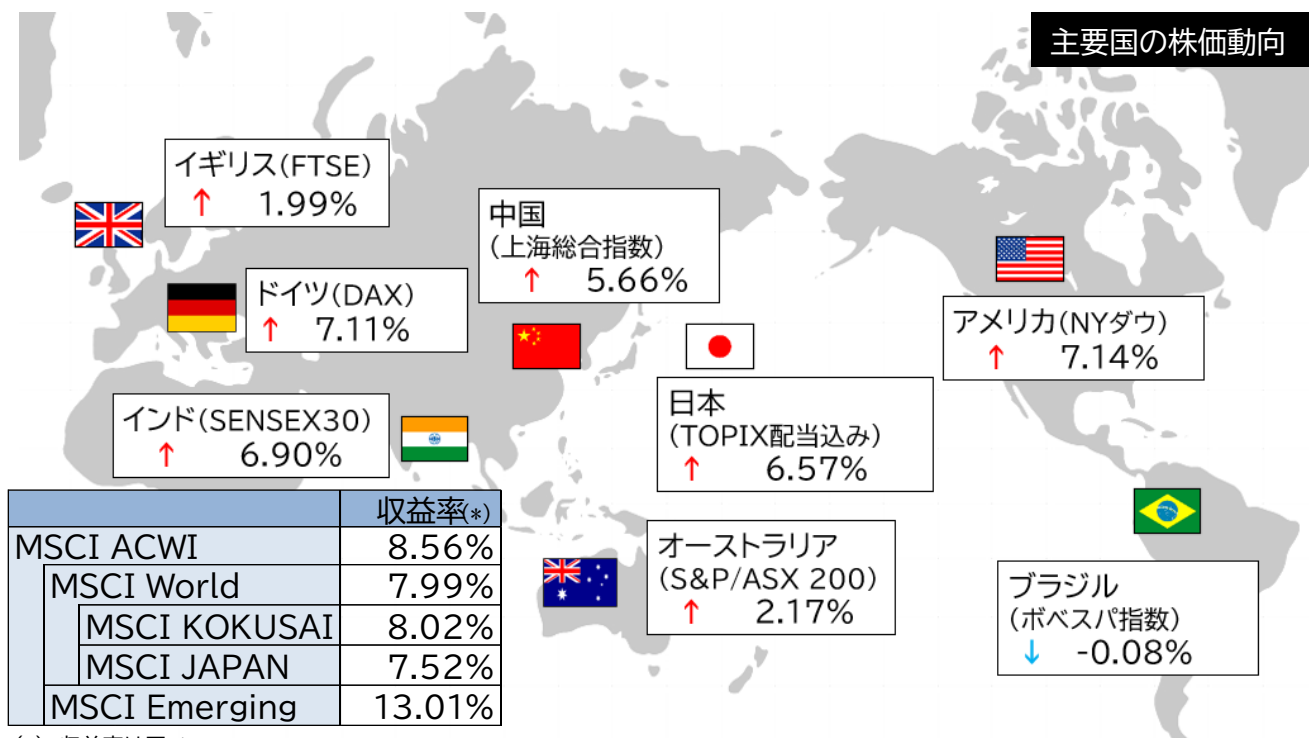 主要国の株価動向
イギリス(FTSE)
↑ 1.99%
中国
(上海総合指数)
↑ 5.66%
ドイツ(DAX)
↑ 7.11%
アメリカ(NYダウ)
↑ 7.14%
日本
(TOPIX配当込み)
↑ 6.57%
インド(SENSEX30)
↑ 6.90%
オーストラリア
(S&P/ASX 200)
↑ 2.17%
ブラジル
(ボベスパ指数)
↓ -0.08%
収益率(*)
MSCI ACWI 8.56%
MSCI World 7.99%
MSCI KOKUSAI 8.02%
MSCI JAPAN 7.52%
MSCI Emerging 13.01%